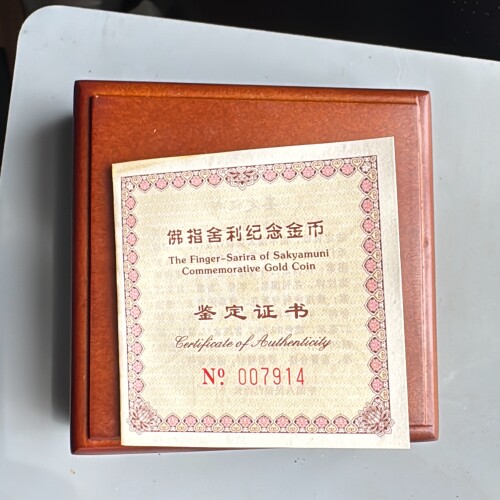 佛指舍利纪念金币
The Finger-Sarira of Sakyamuni
Commemorative Gold Coin
鉴定证书
Certificate of Authenticity
Nº 007914